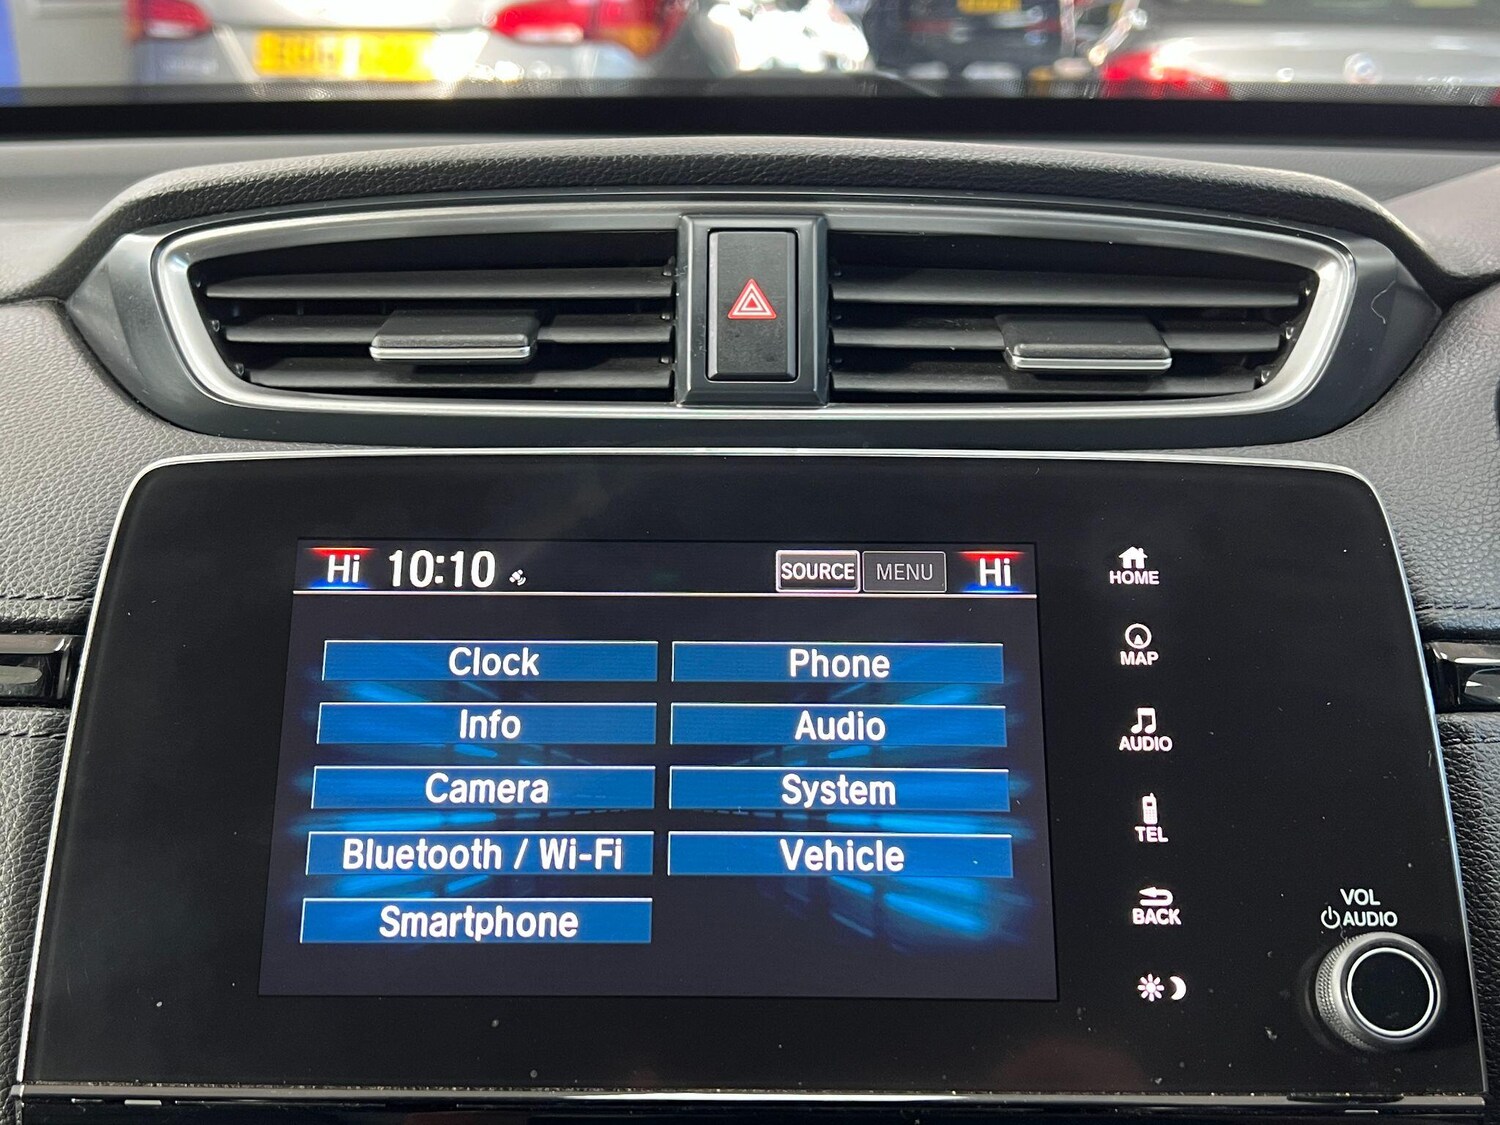 Hi 10:10 SOURCE MENU Hi
Clock Phone
Info Audio
Camera System
Bluetooth / Wi-Fi Vehicle
Smartphone
HOME
MAP
AUDIO
TEL
BACK
VOL
AUDIO